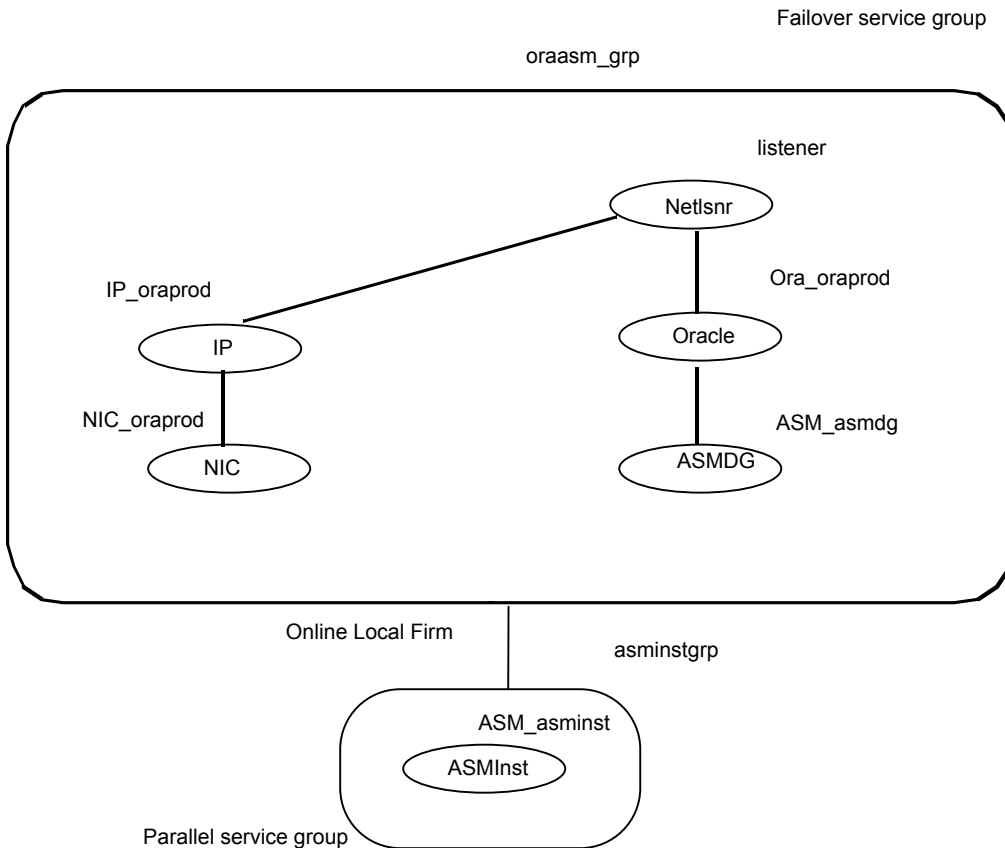 Failover service group
oraasm_grp
listener
Netlsnr
IP_oraprod
Ora_oraprod
IP
Oracle
NIC_oraprod
ASM_asmdg
NIC
ASMDG
Online Local Firm
asminstgrp
ASM_asminst
ASMInst
Parallel service group